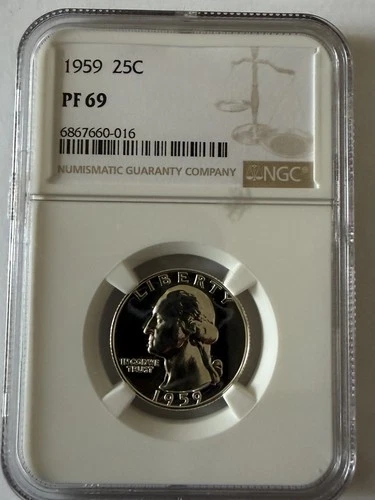 1959 25C
PF 69
6867660-016
NUMISMATIC GUARANTY COMPANY NGC®
LIBERTY
IN GOD WE
TRUST
1959